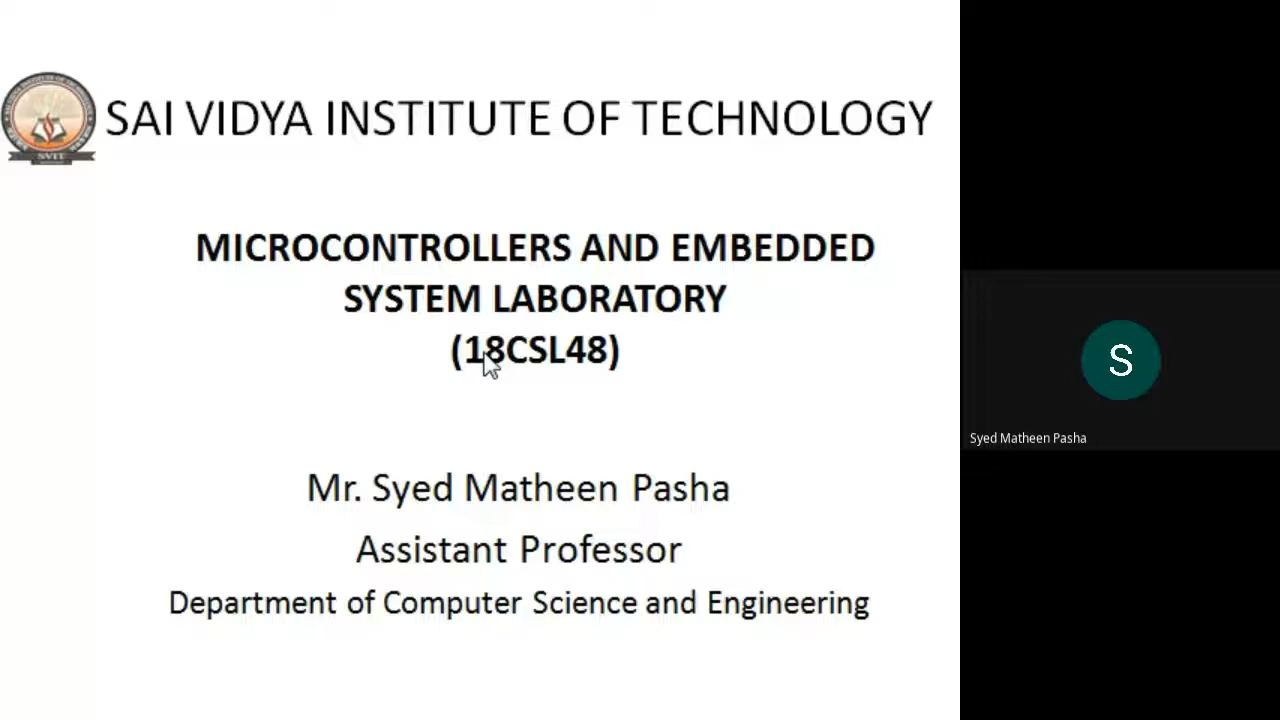 SAI VIDYA INSTITUTE OF TECHNOLOGY
SVIT
MICROCONTROLLERS AND EMBEDDED
SYSTEM LABORATORY
(18CSL48)
Mr. Syed Matheen Pasha
Assistant Professor
Department of Computer Science and Engineering
S
Syed Matheen Pasha